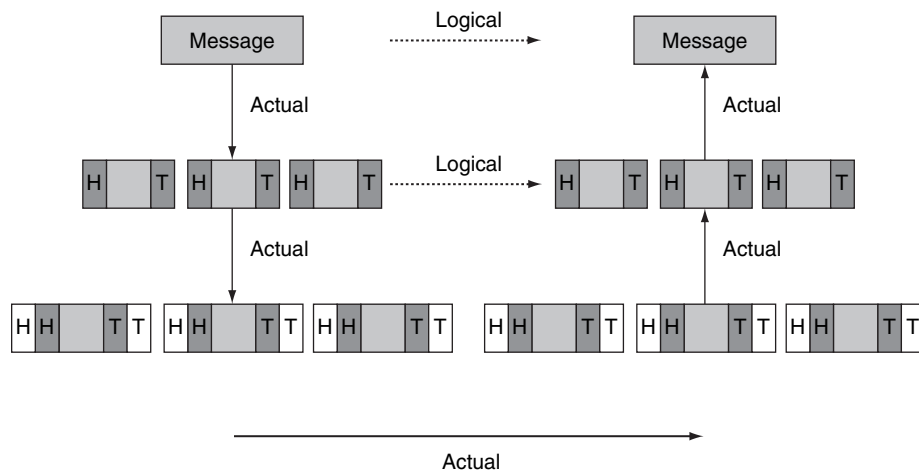 Message Logical Message
Actual Actual
H T H T H T Logical H T H T H T
Actual Actual
H H T T H H T T H H T T H H T T H H T T H H T T
Actual